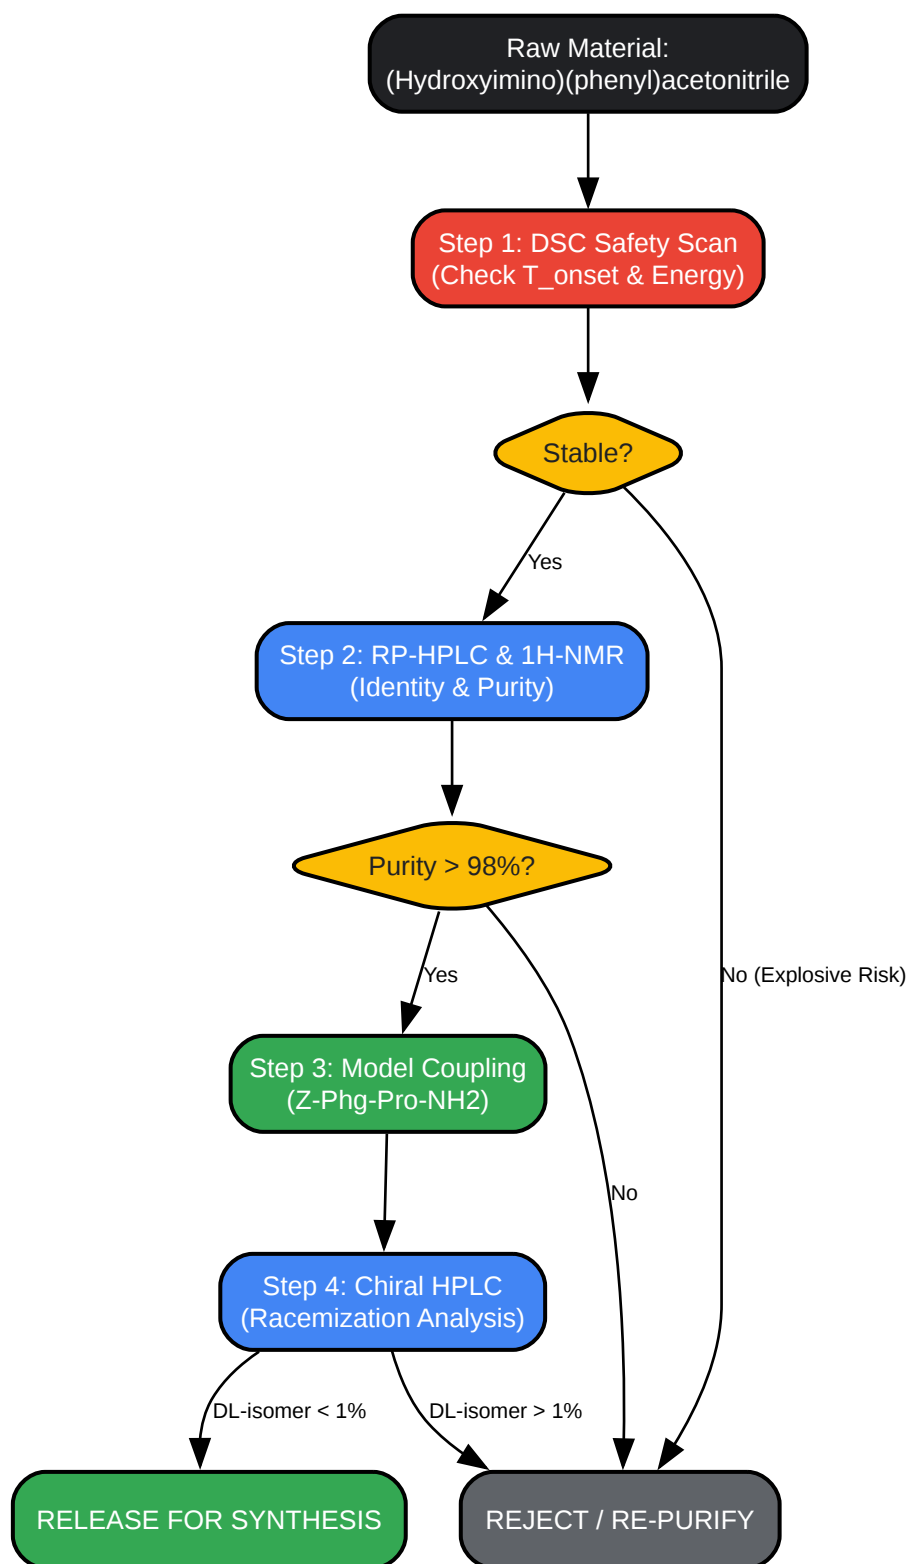 Raw Material:
(Hydroxyimino)(phenyl)acetonitrile
Step 1: DSC Safety Scan
(Check T_onset & Energy)
Stable?
Yes
Step 2: RP-HPLC & 1H-NMR
(Identity & Purity)
Purity > 98%?
Yes
No (Explosive Risk)
Step 3: Model Coupling
(Z-Phg-Pro-NH2)
No
Step 4: Chiral HPLC
(Racemization Analysis)
DL-isomer < 1%
DL-isomer > 1%
RELEASE FOR SYNTHESIS
REJECT / RE-PURIFY